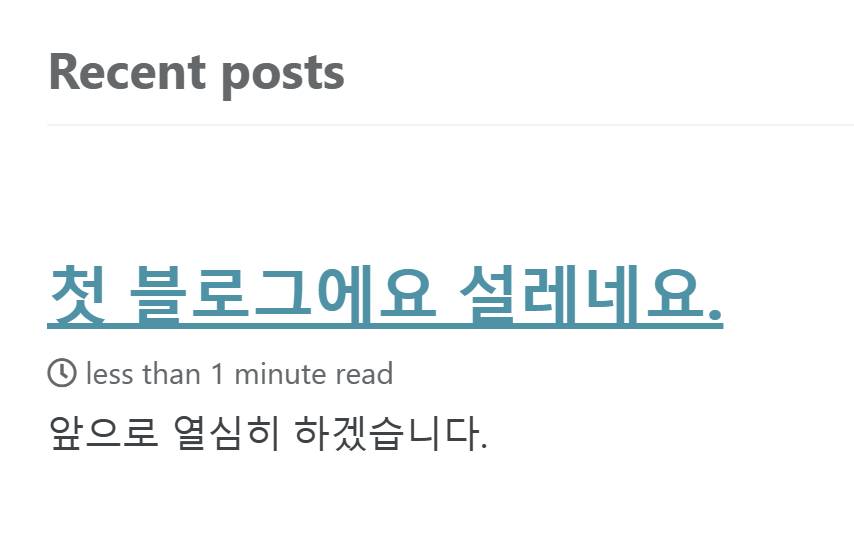 Recent posts
첫 블로그에요 설레네요.
less than 1 minute read
앞으로 열심히 하겠습니다.